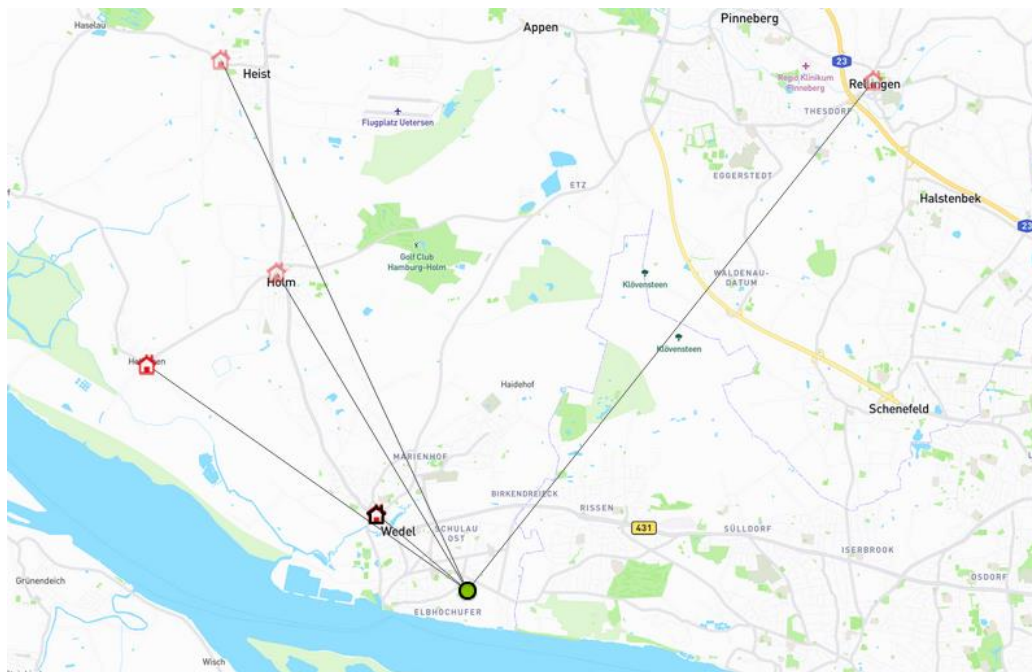 Haselau
Appen
Pinneberg
23
Regio Klinikum
Pinneberg
Heist
Rellingen
THESDORF
Flugplatz Uetersen
EGGERSTEDT
ETZ
Halstenbek
23
Golf Club
Hamburg-Holm
Holm
Klövensteen
WALDENAU-
DATUM
Klövensteen
Haidehof
Schenefeld
MARIENHOF
BIRKENDREIECK
RISSEN
Wedel
SCHULAU
OST
431
SÜLLDORF
ISERBROOK
Grünendeich
OSDORF
ELBHOCHUFER
Wisch